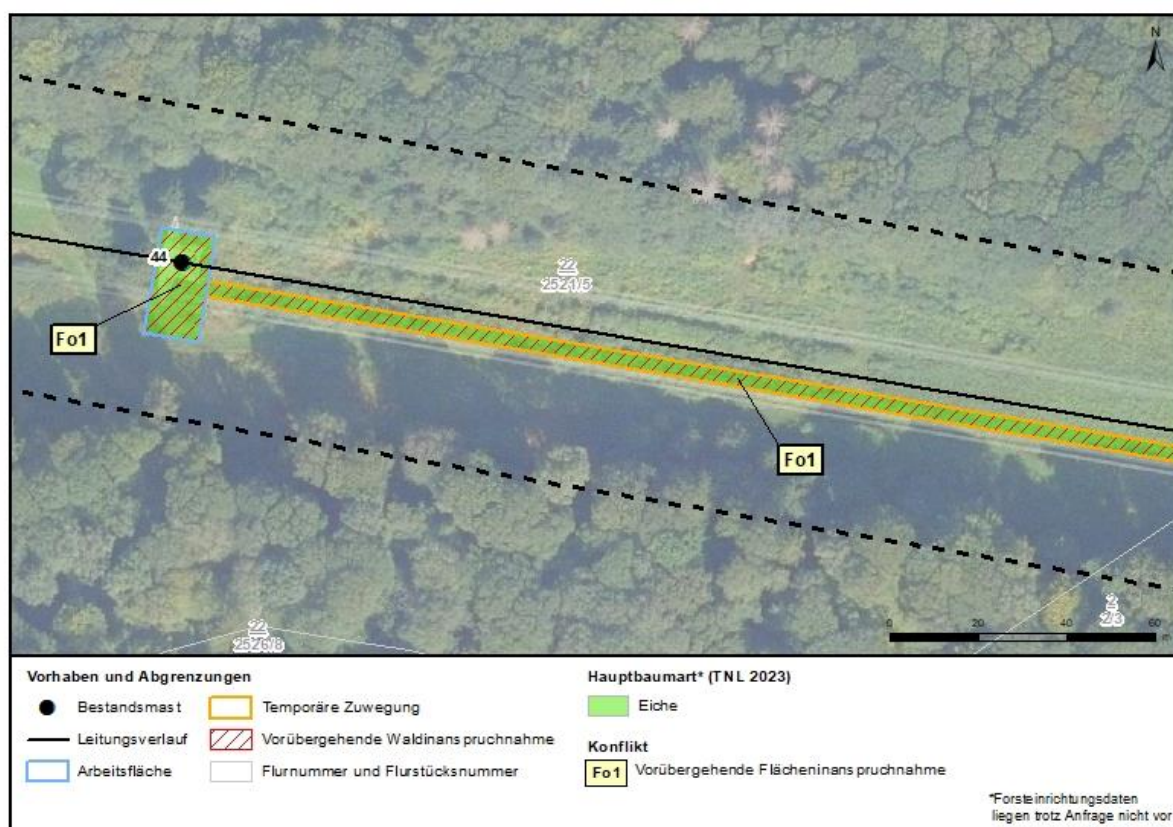 N
44
22
2521/5
Fo1
Fo1
22
2526/8
2
2/3
0 20 40 60
Vorhaben und Abgrenzungen
Bestandsmast
Temporäre Zuwegung
Leitungsverlauf
Vorübergehende Waldinanspruchnahme
Arbeitsfläche
Flurnummer und Flurstücksnummer
Hauptbaumart* (TNL 2023)
Eiche
Konflikt
Fo1 Vorübergehende Flächeninanspruchnahme
*Forsteinrichtungsdaten
liegen trotz Anfrage nicht vor